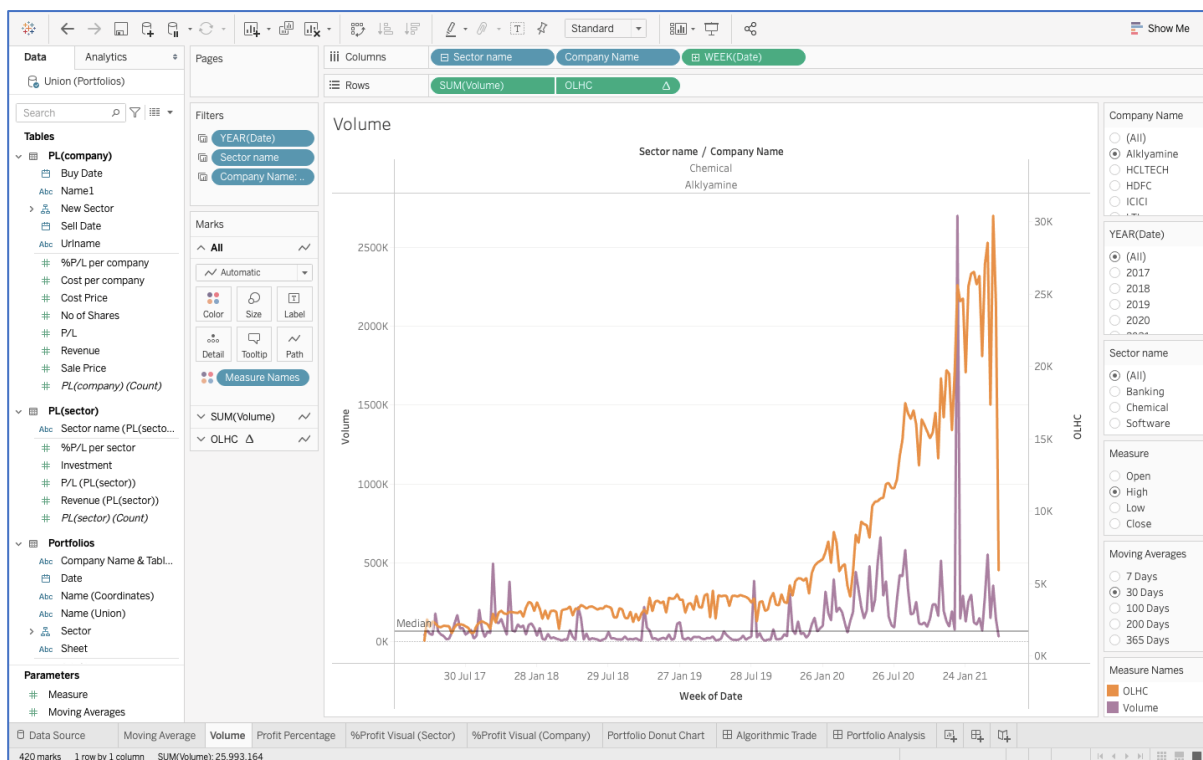 Standard
Show Me
Data
Analytics
Pages
Columns
Sector name
Company Name
WEEK(Date)
Union (Portfolios)
Rows
SUM(Volume)
OLHC
Search
Tables
PL(company)
Buy Date
Abc Name1
New Sector
Sell Date
Abc Urlname
# %P/L per company
# Cost per company
# Cost Price
# No of Shares
# P/L
# Revenue
# Sale Price
# PL(company) (Count)
PL(sector)
Abc Sector name (PL(secto...
# %P/L per sector
# Investment
# P/L (PL(sector))
# Revenue (PL(sector))
# PL(sector) (Count)
Portfolios
Abc Company Name & Tabl...
Date
Abc Name (Coordinates)
Abc Name (Union)
Sector
Abc Sheet
Parameters
# Measure
# Moving Averages
Filters
YEAR(Date)
Sector name
Company Name: ..
Marks
All
Automatic
Color
Size
Label
Detail
Tooltip
Path
Measure Names
SUM(Volume)
OLHC
Volume
Sector name / Company Name
Chemical
Alklyamine
2500K
2000K
1500K
1000K
500K
0K
Volume
Median
30K
25K
20K
15K
10K
5K
0K
OLHC
30 Jul 17
28 Jan 18
29 Jul 18
27 Jan 19
28 Jul 19
26 Jan 20
26 Jul 20
24 Jan 21
Week of Date
Company Name
(All)
Alklyamine
HCLTECH
HDFC
ICICI
YEAR(Date)
(All)
2017
2018
2019
2020
2021
Sector name
(All)
Banking
Chemical
Software
Measure
Open
High
Low
Close
Moving Averages
7 Days
30 Days
100 Days
200 Days
365 Days
Measure Names
OLHC
Volume
Data Source
Moving Average
Volume
Profit Percentage
%Profit Visual (Sector)
%Profit Visual (Company)
Portfolio Donut Chart
Algorithmic Trade
Portfolio Analysis
420 marks 1 row by 1 column SUM(Volume): 25,993,164